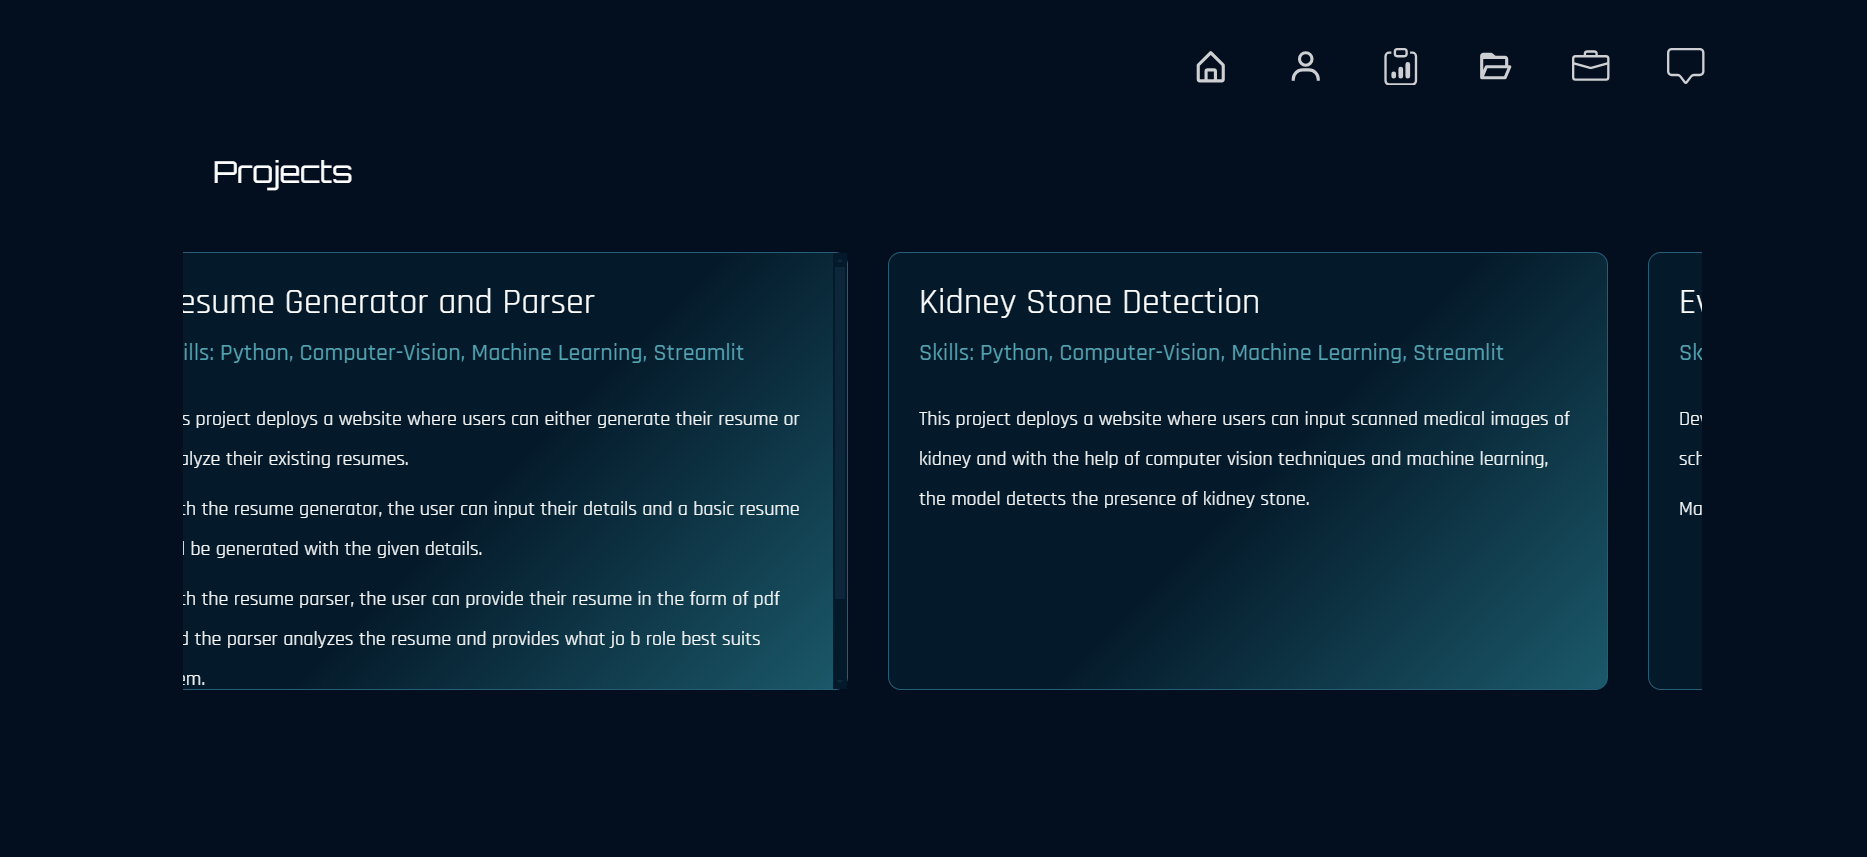 Projects
esume Generator and Parser
ills: Python, Computer-Vision, Machine Learning, Streamlit
s project deploys a website where users can either generate their resume or
alyze their existing resumes.
th the resume generator, the user can input their details and a basic resume
l be generated with the given details.
th the resume parser, the user can provide their resume in the form of pdf
d the parser analyzes the resume and provides what jo b role best suits
em.
Kidney Stone Detection
Skills: Python, Computer-Vision, Machine Learning, Streamlit
This project deploys a website where users can input scanned medical images of
kidney and with the help of computer vision techniques and machine learning,
the model detects the presence of kidney stone.
Ev
Sk
Dev
sch
Ma